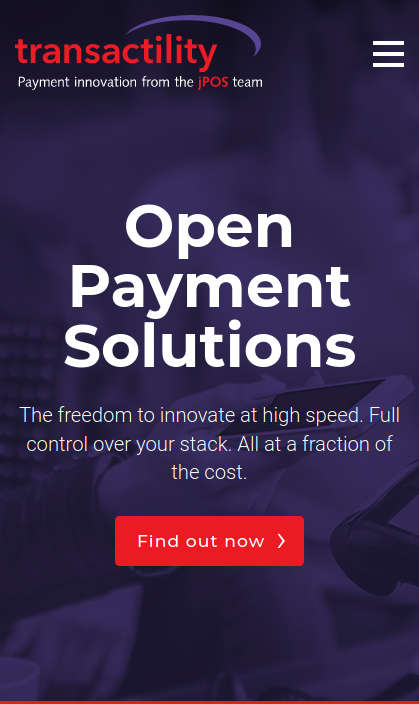 transactility
Payment innovation from the jPOS team
Open
Payment
Solutions
The freedom to innovate at high speed. Full
control over your stack. All at a fraction of
the cost.
Find out now